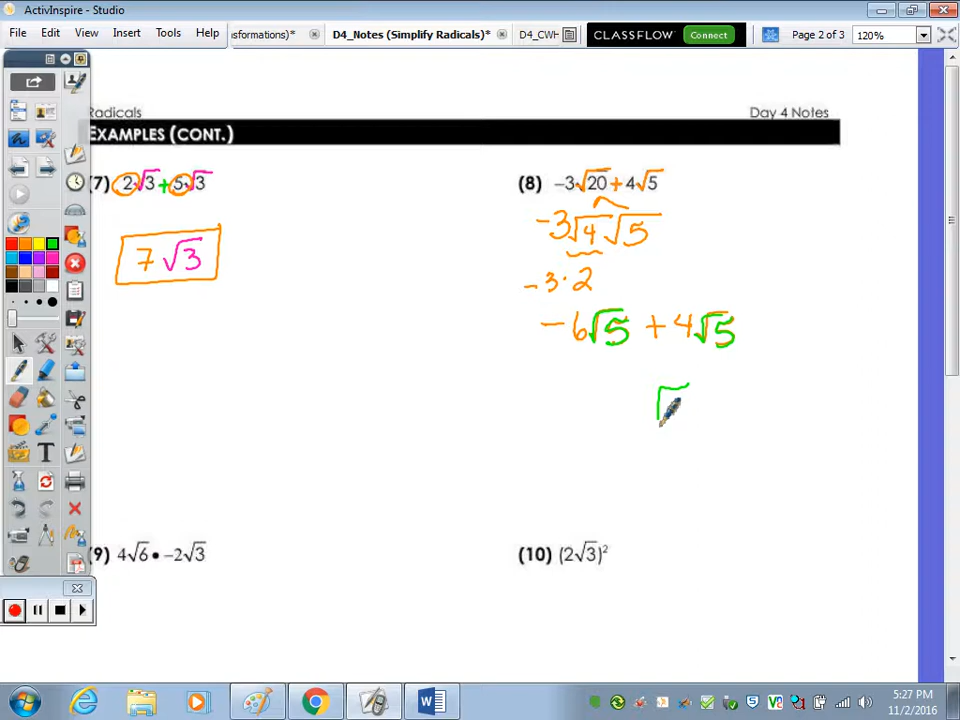 ActivInspire - Studio
File Edit View Insert Tools Help
nsformations)*
D4_Notes (Simplify Radicals)*
D4_CWH
CLASSFLOW
Connect
Page 2 of 3
120%
Radicals
Day 4 Notes
EXAMPLES (CONT.)
(7) 2√3 + 5√3
7√3
(8) −3√20 + 4√5
-3√4 √5
-3·2
-6√5 + 4√5
(9) 4√6 • −2√3
(10) (2√3)²
5:27 PM
11/2/2016